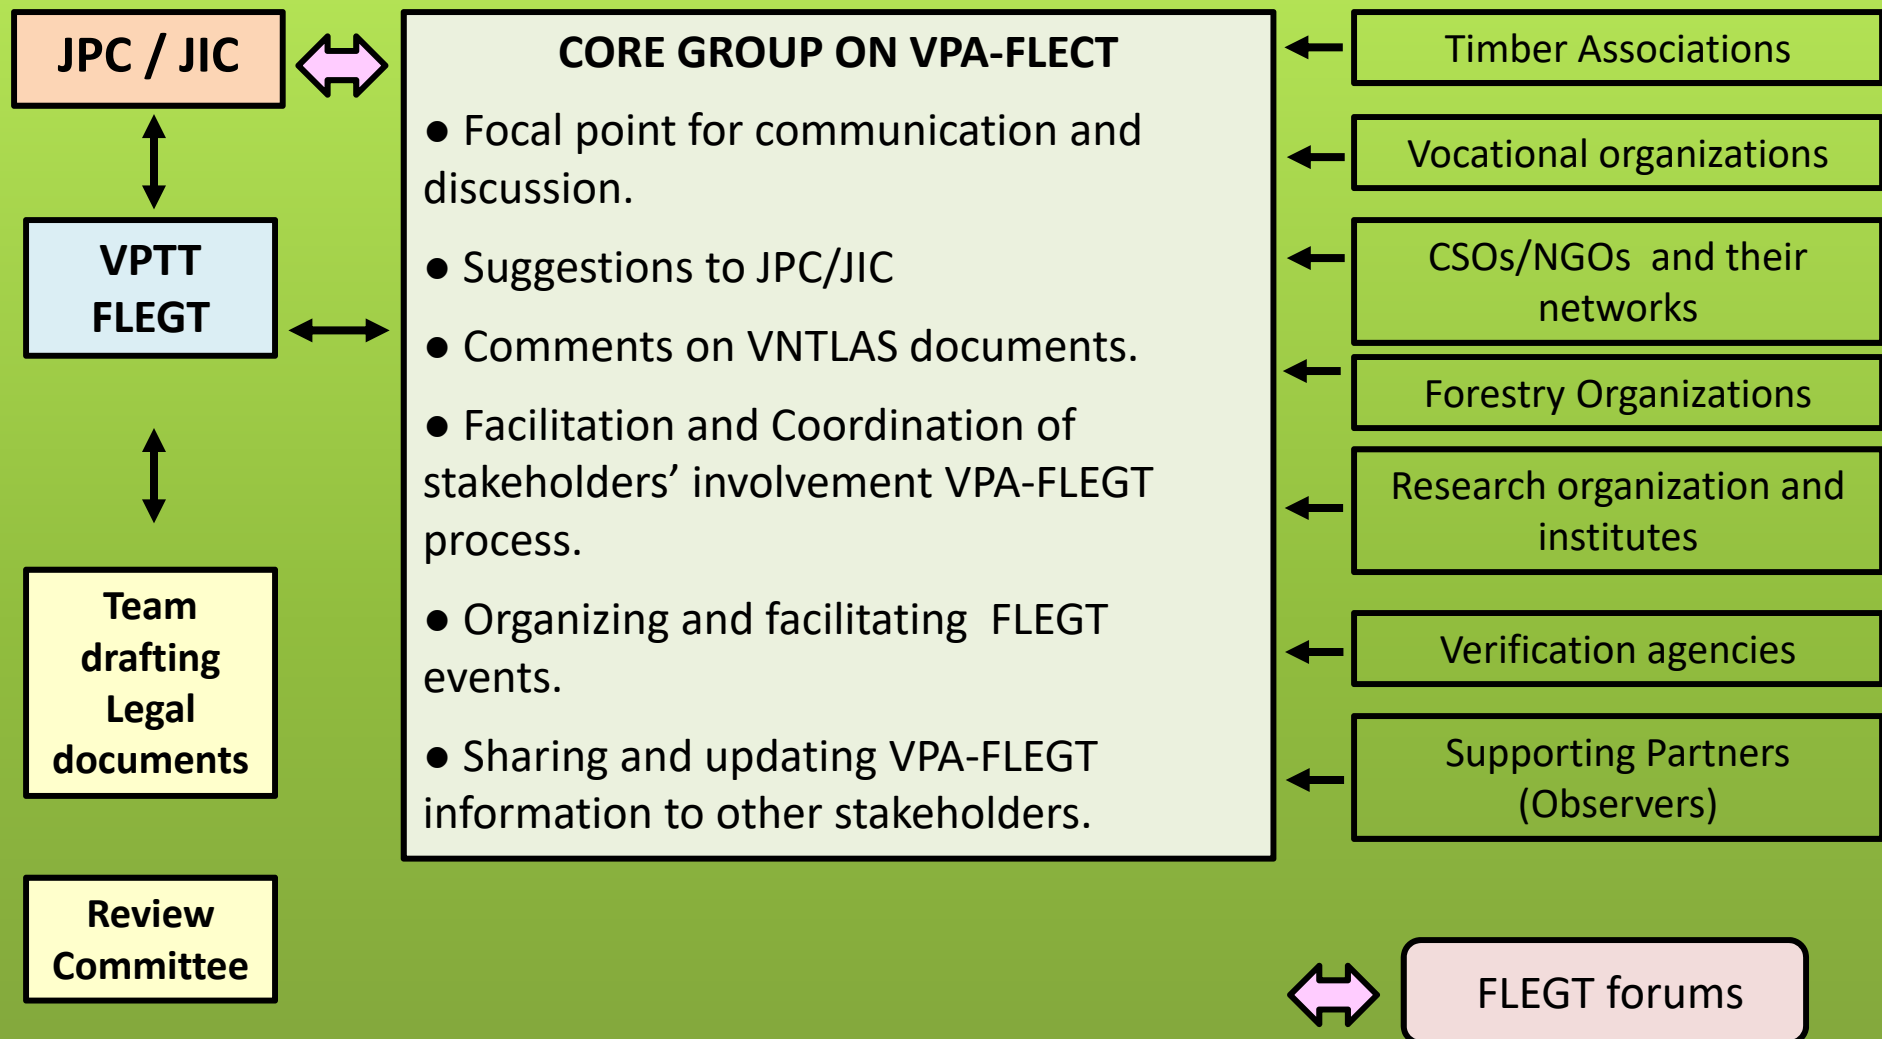 JPC / JIC
VPTT
FLEGT
Team
drafting
Legal
documents
Review
Committee
CORE GROUP ON VPA-FLECT
● Focal point for communication and
discussion.
● Suggestions to JPC/JIC
● Comments on VNTLAS documents.
● Facilitation and Coordination of
stakeholders’ involvement VPA-FLEGT
process.
● Organizing and facilitating  FLEGT
events.
● Sharing and updating VPA-FLEGT
information to other stakeholders.
Timber Associations
Vocational organizations
CSOs/NGOs  and their
networks
Forestry Organizations
Research organization and
institutes
Verification agencies
Supporting Partners
(Observers)
FLEGT forums